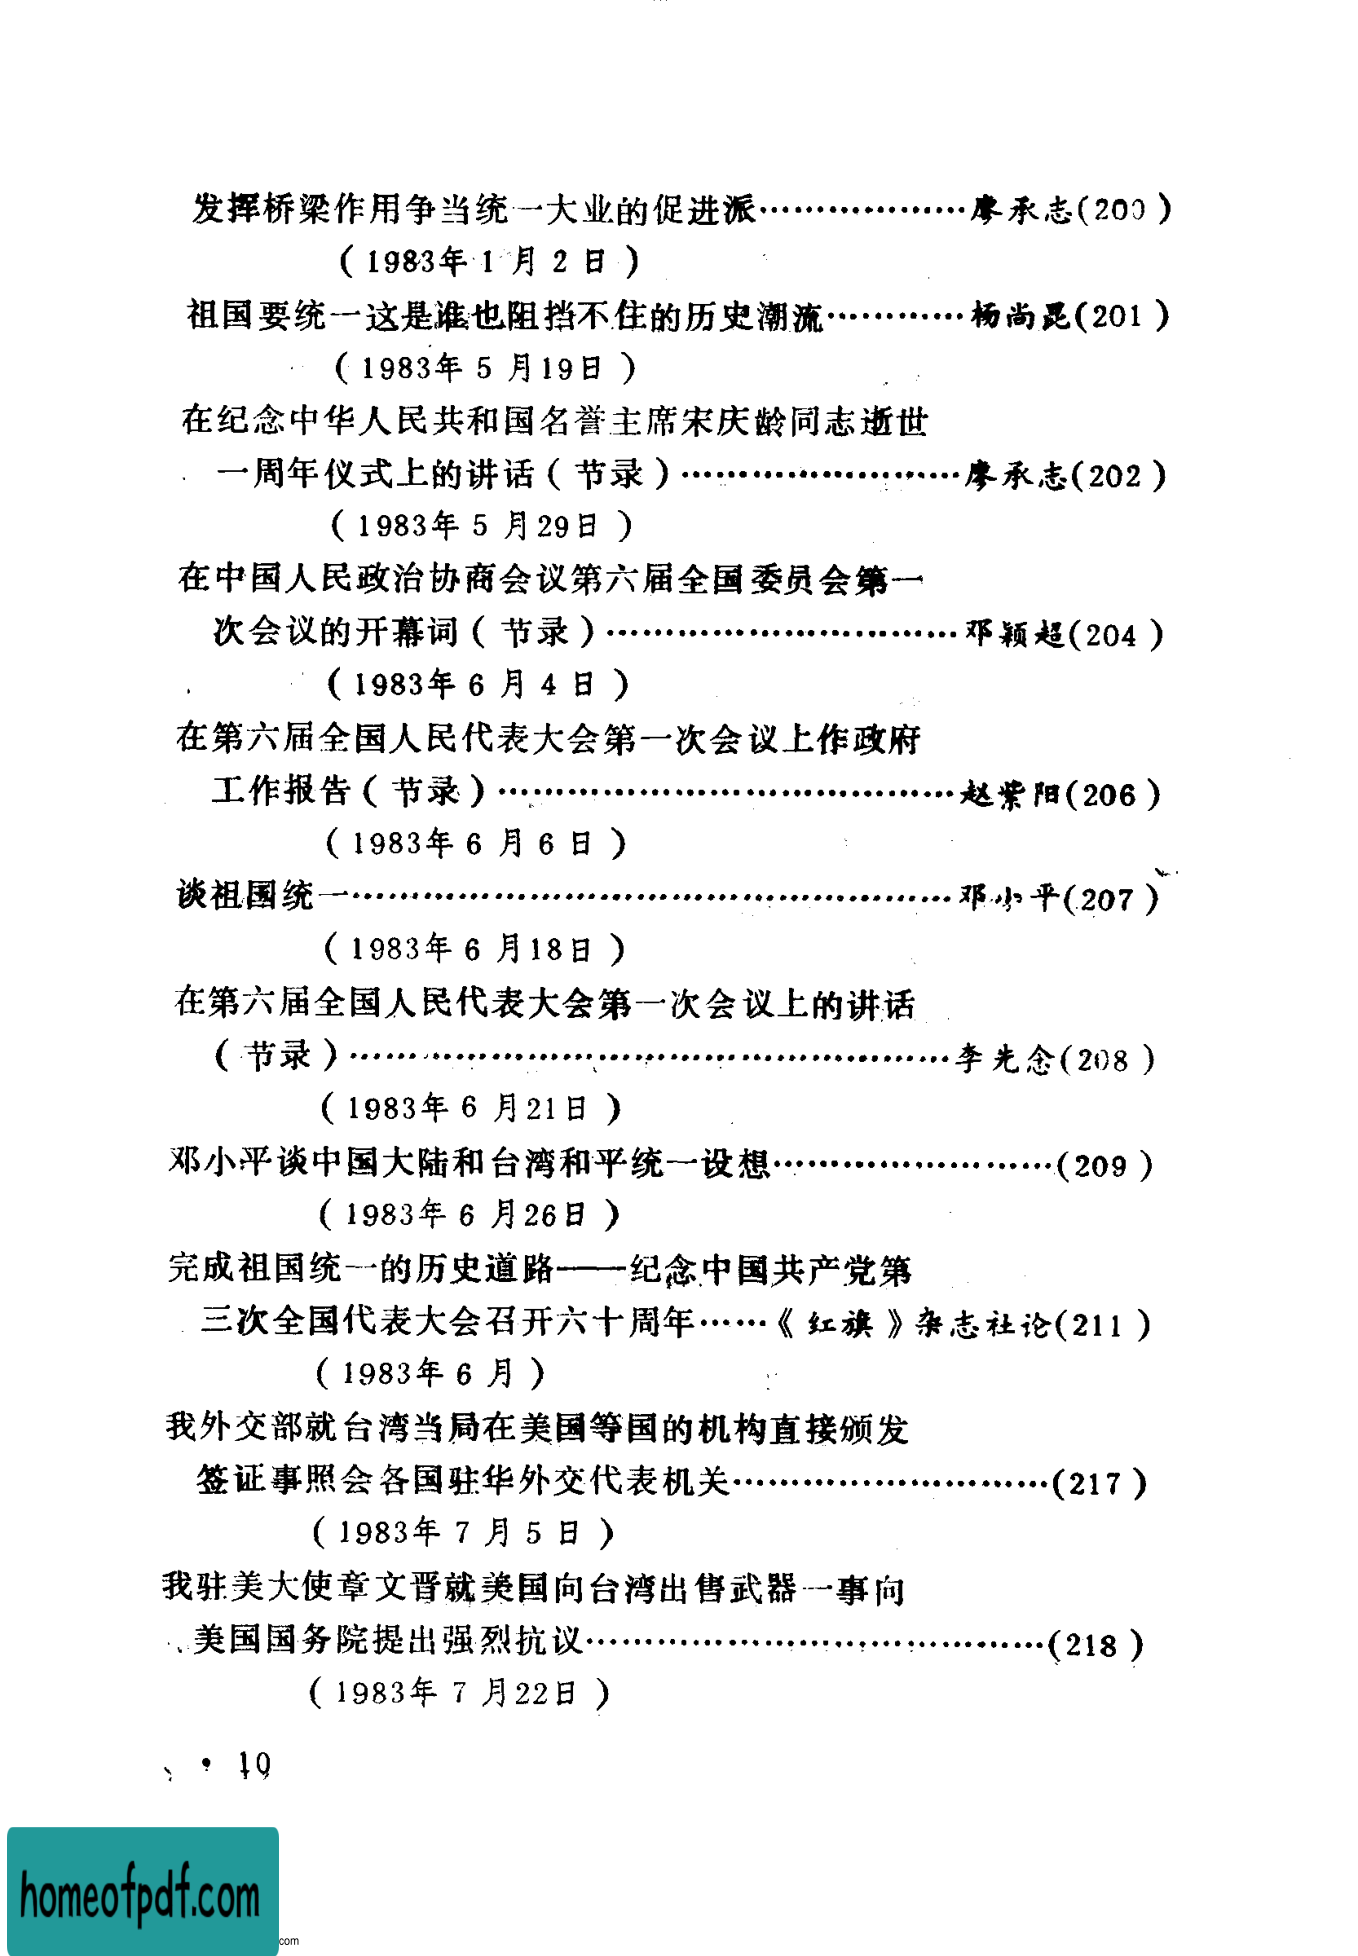 发挥桥梁作用争当统一大业的促进派………………廖承志(200)
(1983年1月2日)
祖国要统一这是谁也阻挡不住的历史潮流…………杨尚昆(201)
(1983年5月19日)
在纪念中华人民共和国名誉主席宋庆龄同志逝世
一周年仪式上的讲话(节录)……………………廖承志(202)
(1983年5月29日)
在中国人民政治协商会议第六届全国委员会第一
次会议的开幕词(节录)…………………………邓颖超(204)
(1983年6月4日)
在第六届全国人民代表大会第一次会议上作政府
工作报告(节录)…………………………………赵紫阳(206)
(1983年6月6日)
谈祖国统一……………………………………………邓小平(207)
(1983年6月18日)
在第六届全国人民代表大会第一次会议上的讲话
(节录)……………………………………………李先念(208)
(1983年6月21日)
邓小平谈中国大陆和台湾和平统一设想……………………(209)
(1983年6月26日)
完成祖国统一的历史道路——纪念中国共产党第
三次全国代表大会召开六十周年……《红旗》杂志社论(211)
(1983年6月)
我外交部就台湾当局在美国等国的机构直接颁发
签证事照会各国驻华外交代表机关………………………(217)
(1983年7月5日)
我驻美大使章文晋就美国向台湾出售武器一事向
美国国务院提出强烈抗议…………………………………(218)
(1983年7月22日)
· 10
homeofpdf.com
com